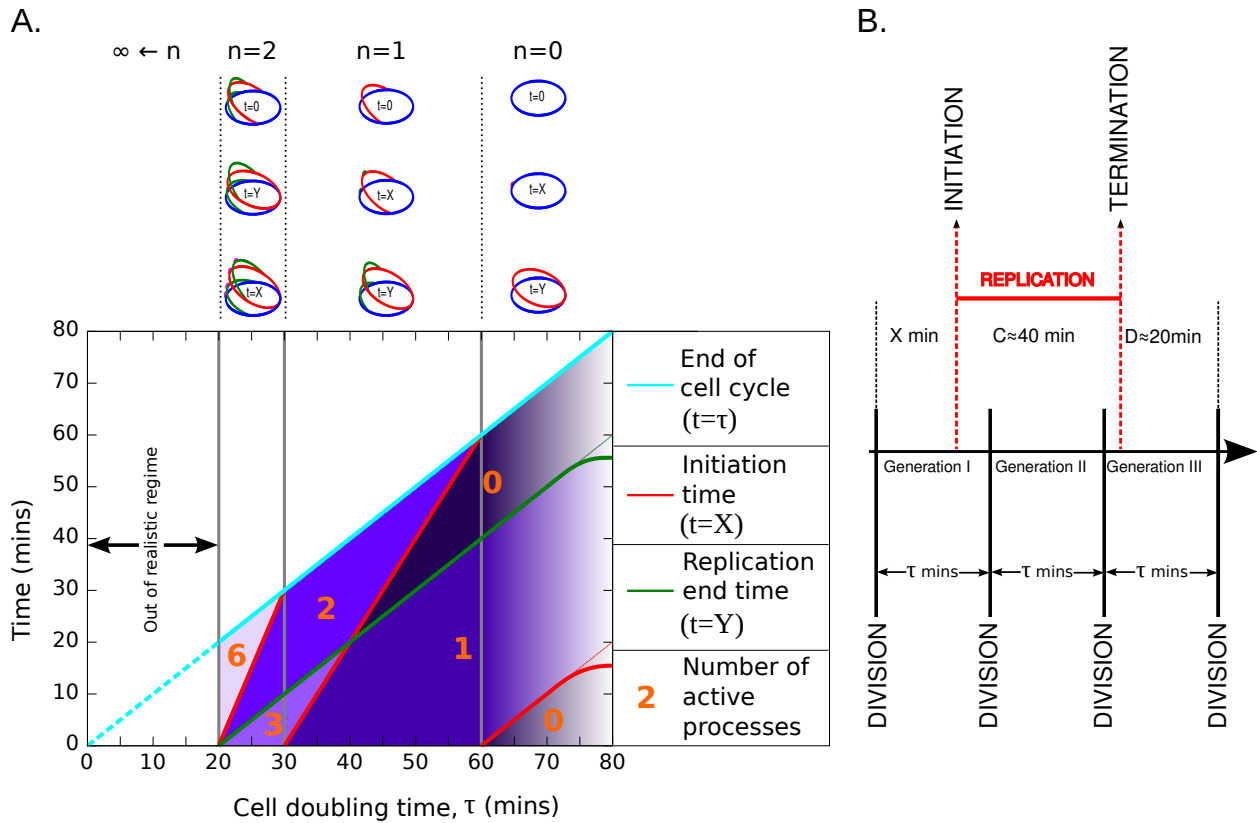 A.
∞ ← n
n=2
n=1
n=0
t=0
t=0
t=0
t=Y
t=X
t=X
t=X
t=Y
t=Y
80
70
60
50
40
30
20
10
0
Time (mins)
Out of realistic regime
6
2
3
1
0
0
0
10
20
30
40
50
60
70
80
Cell doubling time, τ (mins)
End of
cell cycle
(t=τ)
Initiation
time
(t=X)
Replication
end time
(t=Y)
2
Number of
active
processes
B.
INITIATION
TERMINATION
REPLICATION
X min
C≈40 min
D≈20min
Generation I
Generation II
Generation III
τ mins
τ mins
τ mins
DIVISION
DIVISION
DIVISION
DIVISION